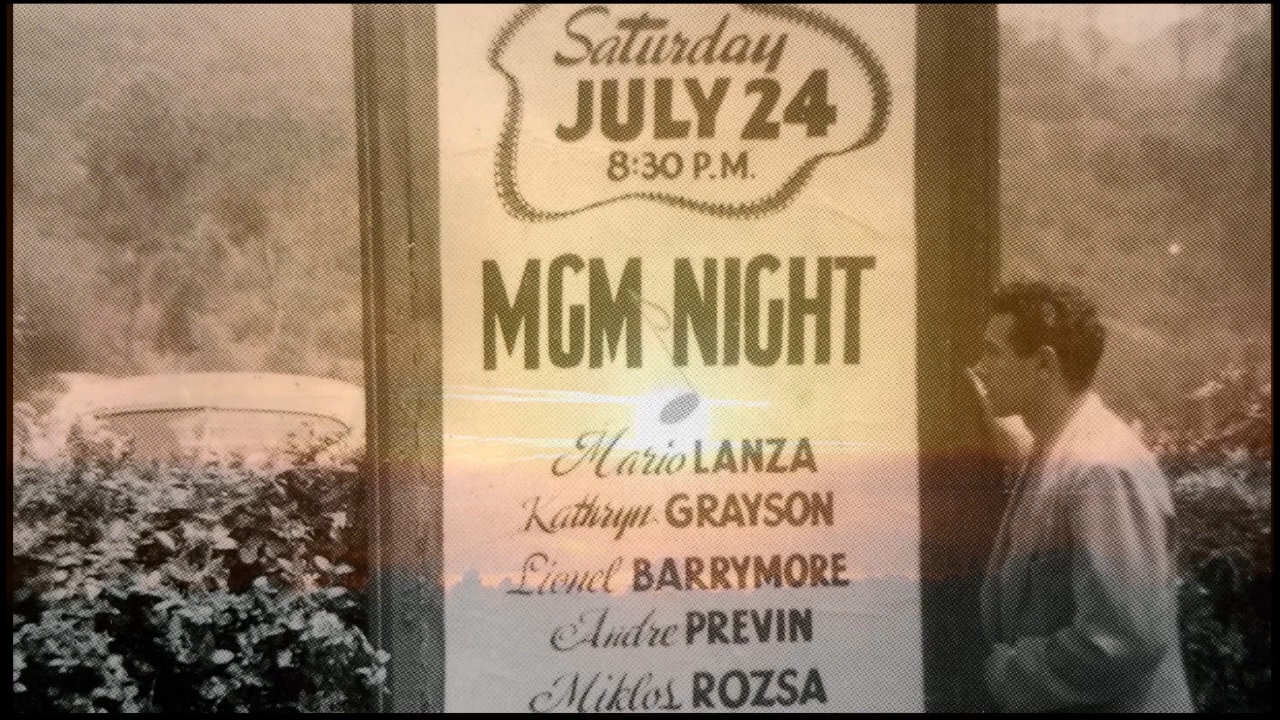 Saturday
JULY 24
8:30 P.M.
MGM NIGHT
Mario LANZA
Kathryn GRAYSON
Lionel BARRYMORE
Andre PREVIN
Miklos ROZSA